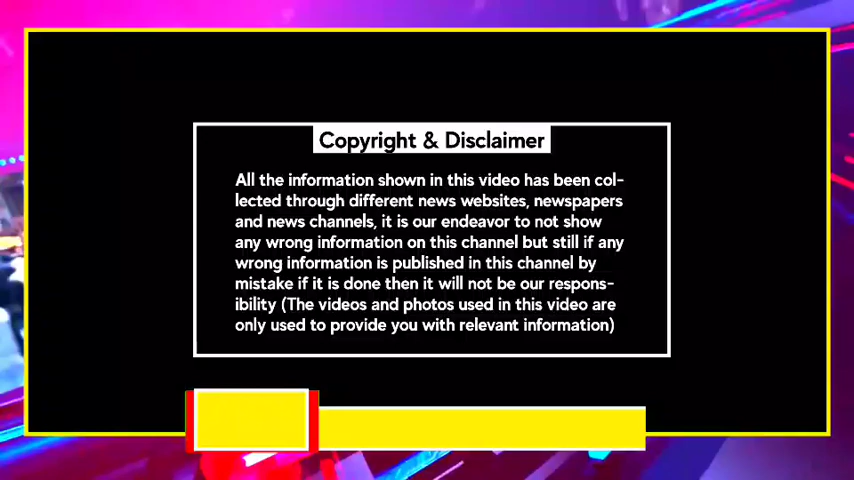 Copyright & Disclaimer
All the information shown in this video has been col-
lected through different news websites, newspapers
and news channels, it is our endeavor to not show
any wrong information on this channel but still if any
wrong information is published in this channel by
mistake if it is done then it will not be our respons-
ibility (The videos and photos used in this video are
only used to provide you with relevant information)